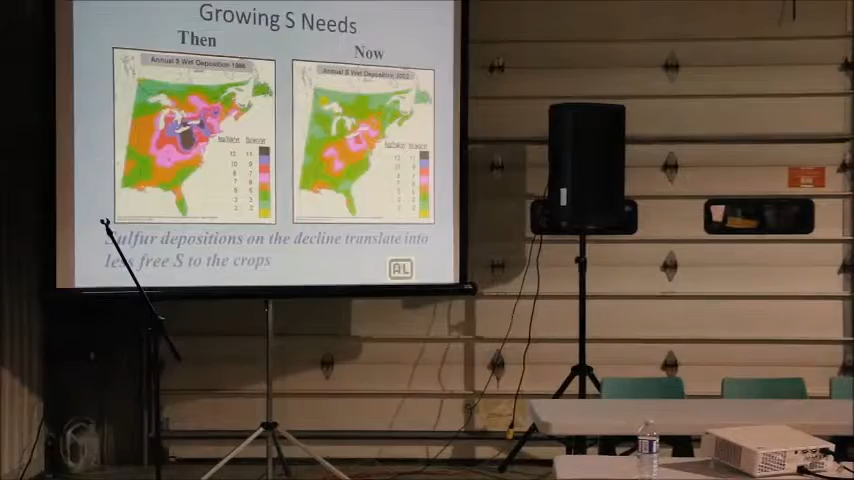 Growing S Needs
Then
Now
Annual S Wet Deposition 1986
Annual S Wet Deposition 2002
Sulfur depositions on the decline translate into
less free S to the crops
AL